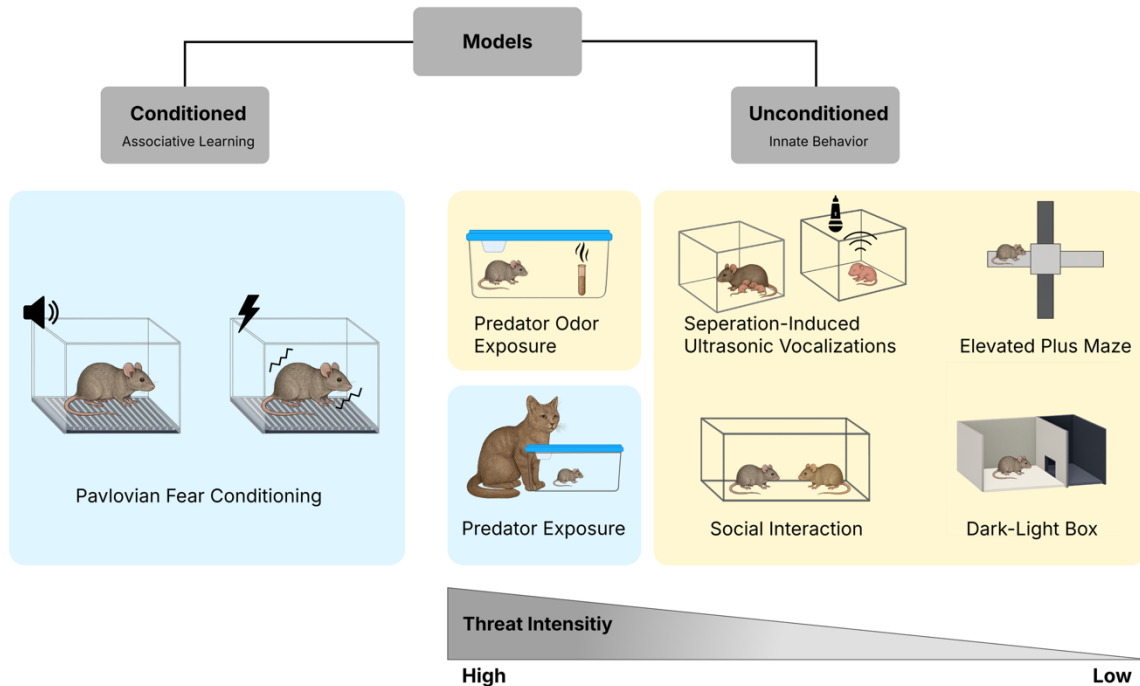 Models
Conditioned
Associative Learning
Unconditioned
Innate Behavior
Pavlovian Fear Conditioning
Predator Odor
Exposure
Seperation-Induced
Ultrasonic Vocalizations
Elevated Plus Maze
Predator Exposure
Social Interaction
Dark-Light Box
Threat Intensitiy
High
Low